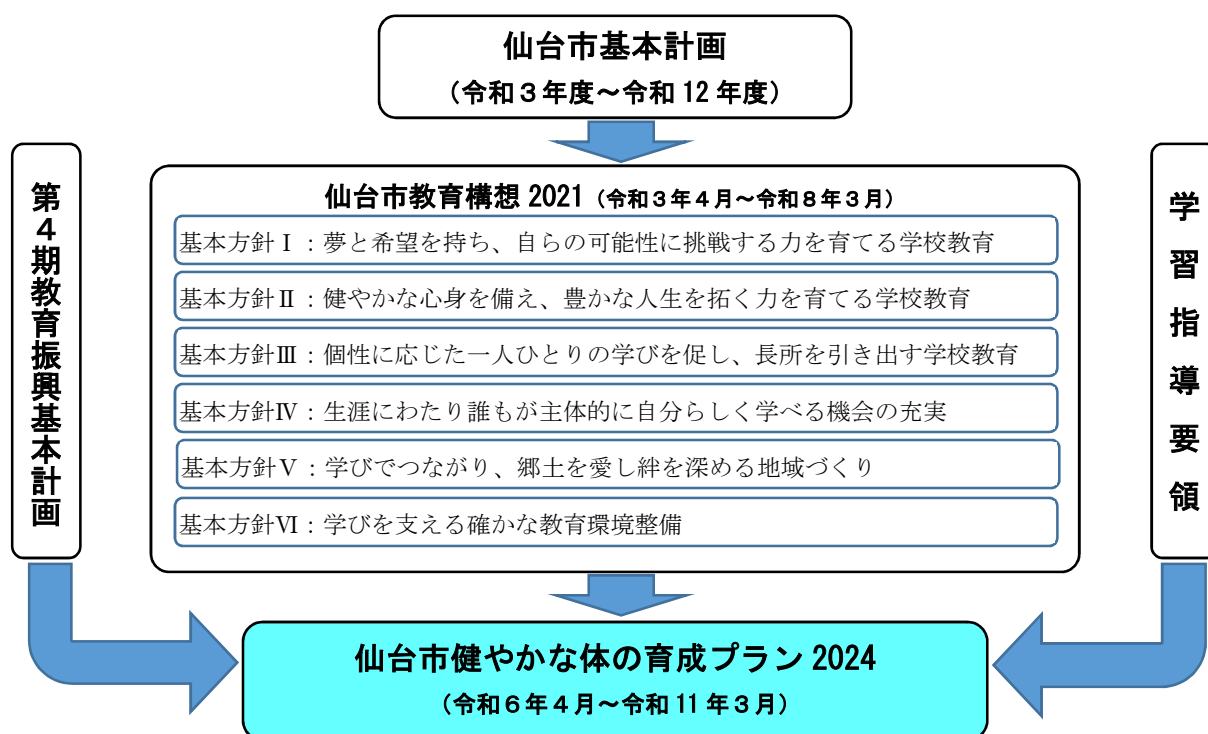 仙台市基本計画
（令和３年度～令和 12 年度）
第４期教育振興基本計画
仙台市教育構想 2021（令和３年４月～令和８年３月）
基本方針Ⅰ：夢と希望を持ち、自らの可能性に挑戦する力を育てる学校教育
基本方針Ⅱ：健やかな心身を備え、豊かな人生を拓く力を育てる学校教育
基本方針Ⅲ：個性に応じた一人ひとりの学びを促し、長所を引き出す学校教育
基本方針Ⅳ：生涯にわたり誰もが主体的に自分らしく学べる機会の充実
基本方針Ⅴ：学びでつながり、郷土を愛し絆を深める地域づくり
基本方針Ⅵ：学びを支える確かな教育環境整備
学習指導要領
仙台市健やかな体の育成プラン 2024
（令和６年４月～令和 11 年３月）